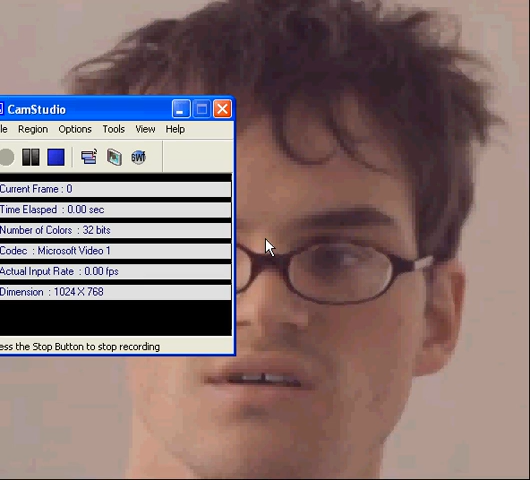 CamStudio
le Region Options Tools View Help
SWF
Current Frame : 0
Time Elasped : 0.00 sec
Number of Colors : 32 bits
Codec : Microsoft Video 1
Actual Input Rate : 0.00 fps
Dimension : 1024 X 768
ess the Stop Button to stop recording